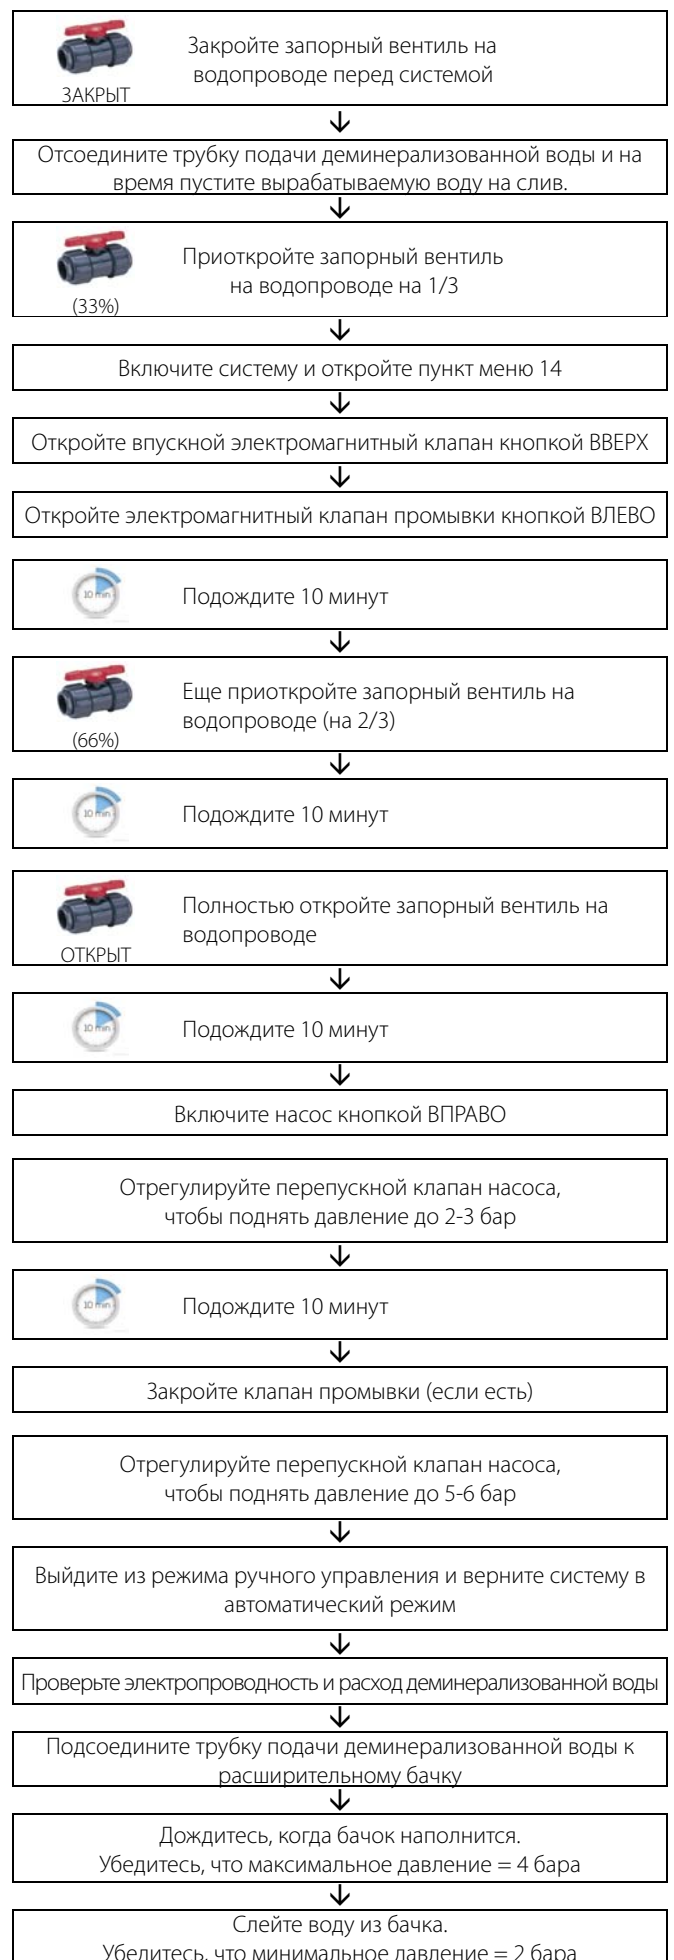 Закройте запорный вентиль на
водопроводе перед системой
ЗАКРЫТ
Отсоедините трубку подачи деминерализованной воды и на
время пустите вырабатываемую воду на слив.
Приоткройте запорный вентиль
на водопроводе на 1/3
(33%)
Включите систему и откройте пункт меню 14
Откройте впускной электромагнитный клапан кнопкой ВВЕРХ
Откройте электромагнитный клапан промывки кнопкой ВЛЕВО
10 min
Подождите 10 минут
Еще приоткройте запорный вентиль на
водопроводе (на 2/3)
(66%)
10 min
Подождите 10 минут
Полностью откройте запорный вентиль на
водопроводе
ОТКРЫТ
10 min
Подождите 10 минут
Включите насос кнопкой ВПРАВО
Отрегулируйте перепускной клапан насоса,
чтобы поднять давление до 2-3 бар
10 min
Подождите 10 минут
Закройте клапан промывки (если есть)
Отрегулируйте перепускной клапан насоса,
чтобы поднять давление до 5-6 бар
Выйдите из режима ручного управления и верните систему в
автоматический режим
Проверьте электропроводность и расход деминерализованной воды
Подсоедините трубку подачи деминерализованной воды к
расширительному бачку
Дождитесь, когда бачок наполнится.
Убедитесь, что максимальное давление = 4 бара
Слейте воду из бачка.
Убедитесь, что минимальное давление = 2 бара